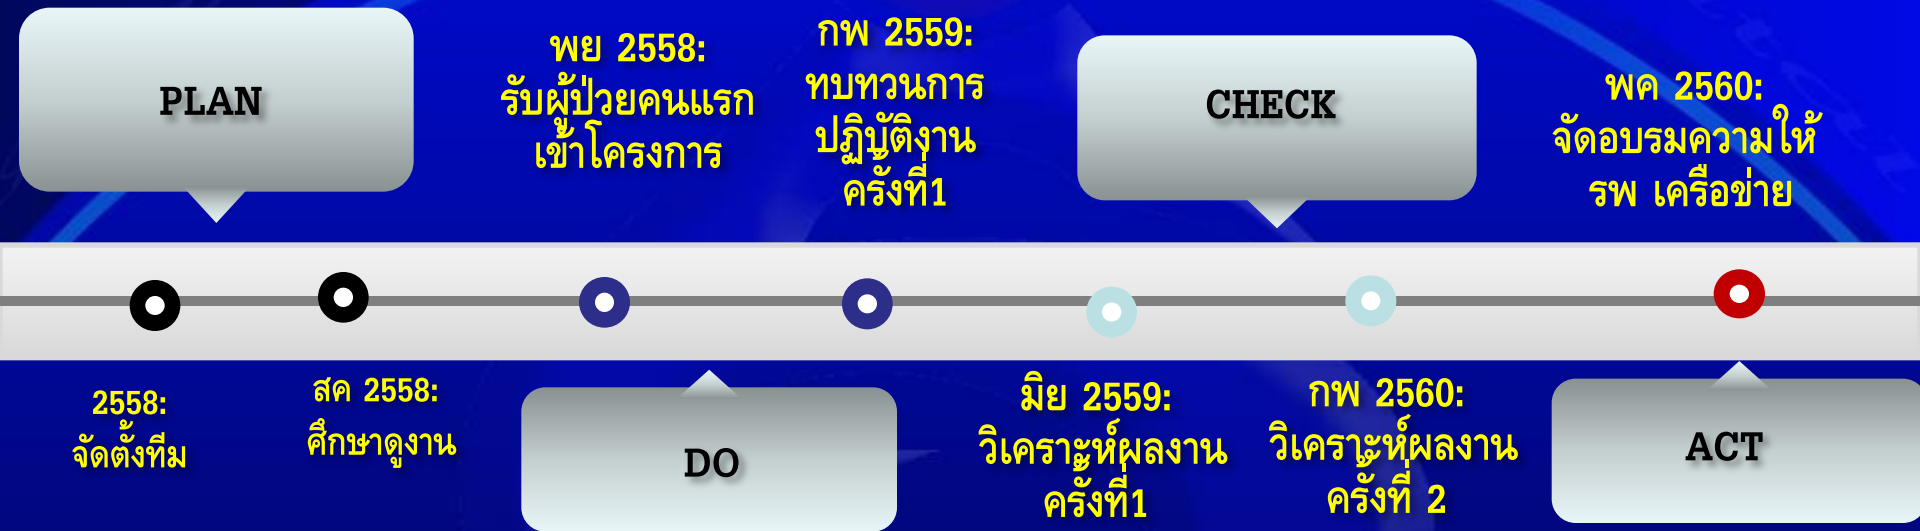 PLAN
พย 2558:
รับผู้ป่วยคนแรก
เข้าโครงการ
กพ 2559:
ทบทวนการ
ปฏิบัติงาน
ครั้งที่1
CHECK
พค 2560:
จัดอบรมความให้
รพ เครือข่าย
2558:
จัดตั้งทีม
สค 2558:
ศึกษาดูงาน
DO
มิย 2559:
วิเคราะห์ผลงาน
ครั้งที่1
กพ 2560:
วิเคราะห์ผลงาน
ครั้งที่ 2
ACT